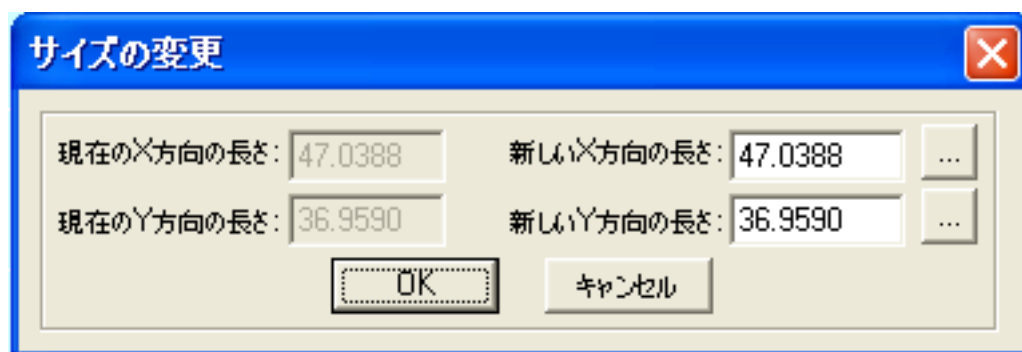 サイズの変更
現在のX方向の長さ: 47.0388 新しいX方向の長さ: 47.0388 ...
現在のY方向の長さ: 36.9590 新しいY方向の長さ: 36.9590 ...
OK キャンセル